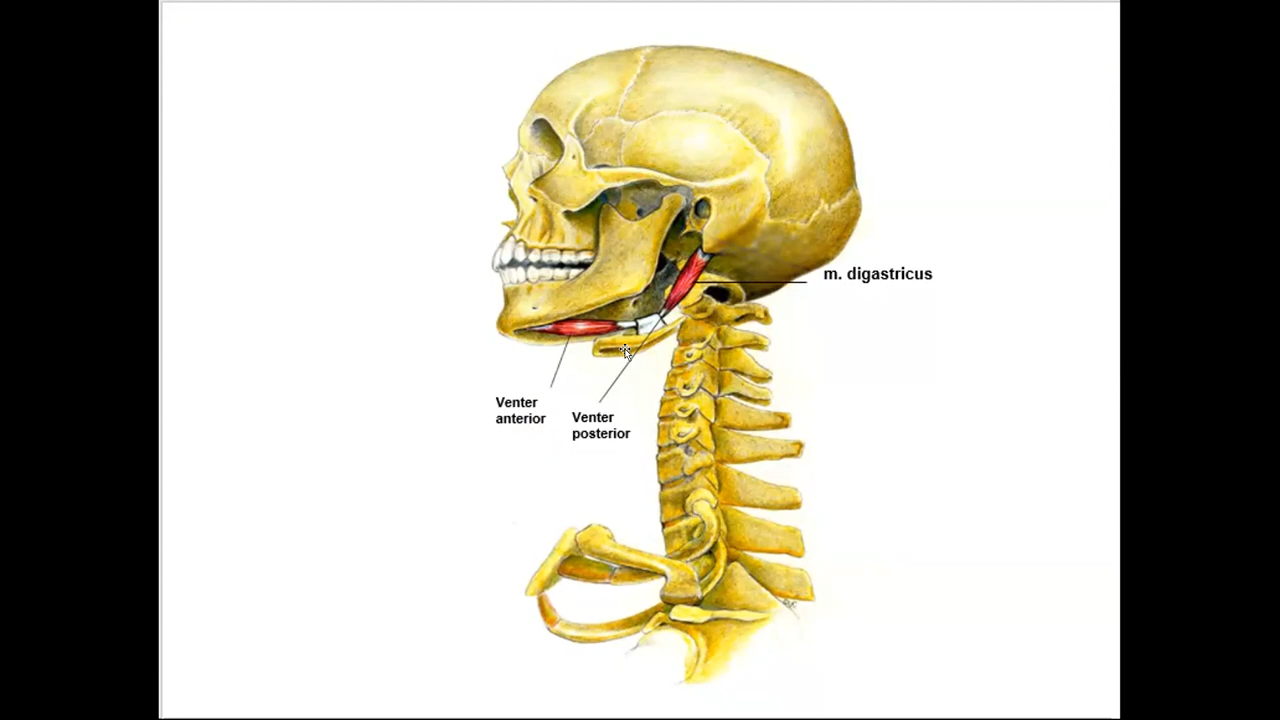 m. digastricus
Venter
anterior
Venter
posterior